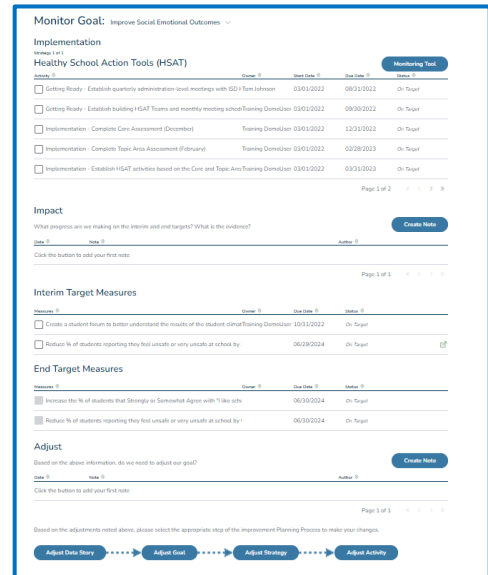 Monitor Goal: Improve Social Emotional Outcomes
Implementation
Strategy 1 of 1
Healthy School Action Tools (HSAT)
Monitoring Tool
Activity Owner Start Date Due Date Status
Getting Ready - Establish quarterly administration-level meetings with ISD Tom Johnson 03/01/2022 08/31/2022 On Target
Getting Ready - Establish building HSAT Teams and monthly meeting sched Training DemoUser 03/01/2022 09/30/2022 On Target
Implementation - Complete Core Assessment (December) Training DemoUser 03/01/2022 12/31/2022 On Target
Implementation - Complete Topic Area Assessment (February) Training DemoUser 03/01/2022 02/28/2023 On Target
Implementation - Establish HSAT activities based on the Core and Topic Area Training DemoUser 03/01/2022 03/31/2023 On Target
Page 1 of 2
Impact
What progress are we making on the interim and end targets? What is the evidence?
Create Note
Date Note Author
Click the button to add your first note
Page 1 of 1
Interim Target Measures
Measures Owner Due Date Status
Create a student forum to better understand the results of the student climat Training DemoUser 10/31/2022 On Target
Reduce % of students reporting they feel unsafe or very unsafe at school by 06/29/2024 On Target
End Target Measures
Measures Owner Due Date Status
Increase the % of students that Strongly or Somewhat Agree with "I like scho 06/30/2024 On Target
Reduce % of students reporting they feel unsafe or very unsafe at school by 06/30/2024 On Target
Adjust
Based on the above information, do we need to adjust our goal?
Create Note
Date Note Author
Click the button to add your first note
Page 1 of 1
Based on the adjustments noted above, please select the appropriate step of the Improvement Planning Process to make your changes.
Adjust Data Story Adjust Goal Adjust Strategy Adjust Activity